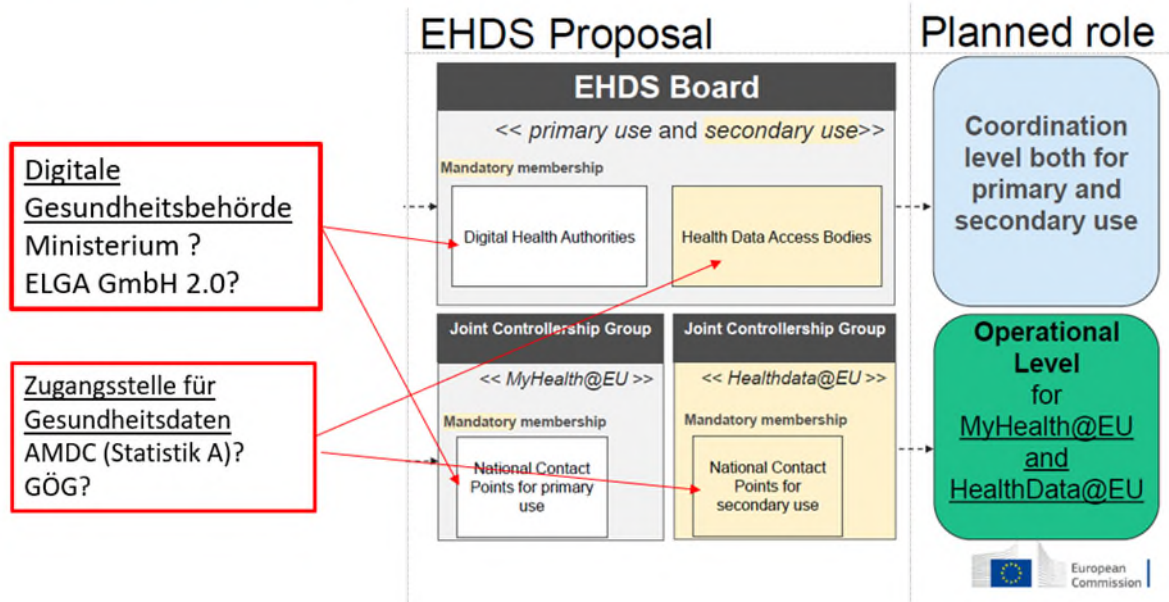 EHDS Proposal
Planned role
EHDS Board
<< primary use and secondary use>>
Mandatory membership
Digital Health Authorities
Health Data Access Bodies
Coordination
level both for
primary and
secondary use
Digitale
Gesundheitsbehörde
Ministerium ?
ELGA GmbH 2.0?
Zugangsstelle für
Gesundheitsdaten
AMDC (Statistik A)?
GÖG?
Joint Controllership Group
<< MyHealth@EU >>
Mandatory membership
National Contact
Points for primary
use
Joint Controllership Group
<< Healthdata@EU >>
Mandatory membership
National Contact
Points for
secondary use
Operational
Level
for
MyHealth@EU
and
HealthData@EU
European
Commission